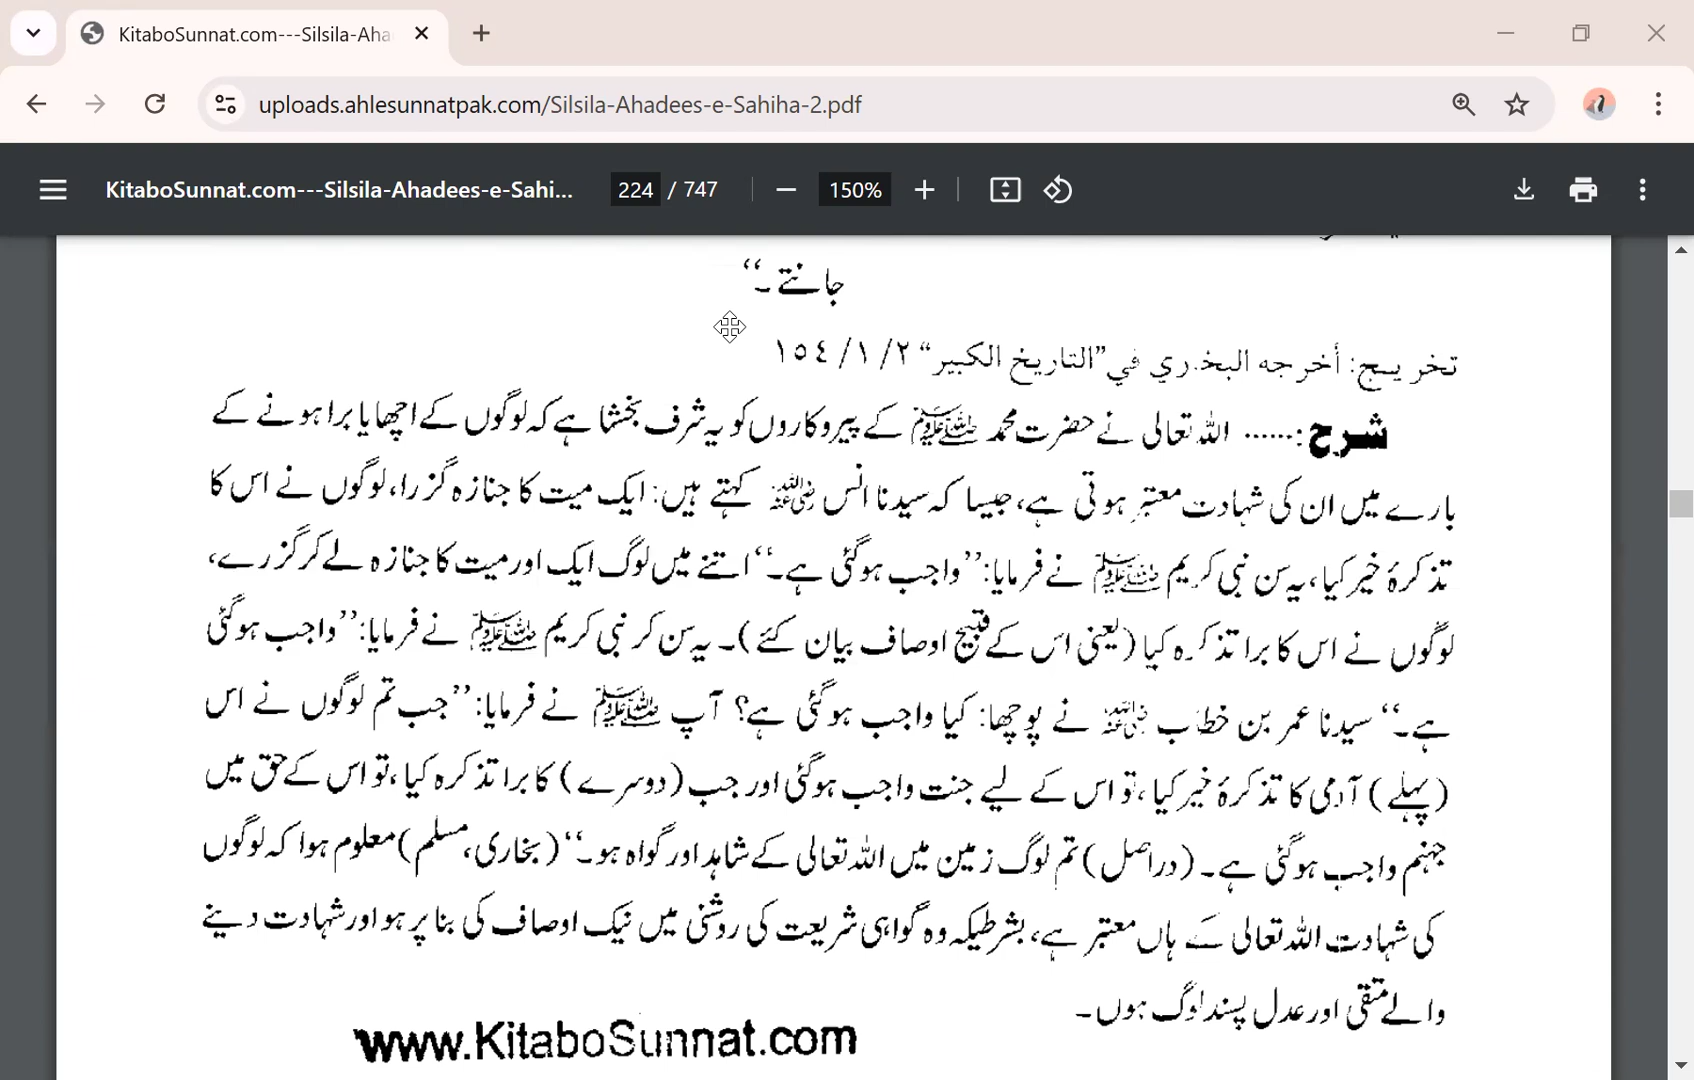 KitaboSunnat.com---Silsila-Aha
uploads.ahlesunnatpak.com/Silsila-Ahadees-e-Sahiha-2.pdf
KitaboSunnat.com---Silsila-Ahadees-e-Sahi... 224 / 747 150%
جانتے۔‘‘
تخریج: أخرجه البخاري في”التاريخ الكبير“ ٢/ ١/ ١٥٤
شرح:...... اللہ تعالی نے حضرت محمد ﷺ کے پیروکاروں کو یہ شرف بخشا ہے کہ لوگوں کے اچھا یا برا ہونے کے
بارے میں ان کی شہادت معتبر ہوتی ہے، جیسا کہ سیدنا انس رضی اللہ عنہ کہتے ہیں: ایک میت کا جنازہ گزرا، لوگوں نے اس کا
تذکرۂ خیر کیا، یہ سن نبی کریم ﷺ نے فرمایا: ’’واجب ہوگئی ہے۔‘‘ اتنے میں لوگ ایک اور میت کا جنازہ لے کر گزرے،
لوگوں نے اس کا برا تذکرہ کیا (یعنی اس کے قبیح اوصاف بیان کئے)۔ یہ سن کر نبی کریم ﷺ نے فرمایا: ’’واجب ہوگئی
ہے۔‘‘ سیدنا عمر بن خطاب رضی اللہ عنہ نے پوچھا: کیا واجب ہوگئی ہے؟ آپ ﷺ نے فرمایا: ’’جب تم لوگوں نے اس
(پہلے) آدمی کا تذکرۂ خیر کیا، تو اس کے لیے جنت واجب ہوگئی اور جب (دوسرے) کا برا تذکرہ کیا، تو اس کے حق میں
جہنم واجب ہوگئی ہے۔ (دراصل) تم لوگ زمین میں اللہ تعالی کے شاہد اور گواہ ہو۔‘‘ (بخاری، مسلم) معلوم ہوا کہ لوگوں
کی شہادت اللہ تعالی کے ہاں معتبر ہے، بشرطیکہ وہ گواہی شریعت کی روشنی میں نیک اوصاف کی بنا پر ہو اور شہادت دینے
والے متقی اور عدل پسند لوگ ہوں۔
www.KitaboSunnat.com